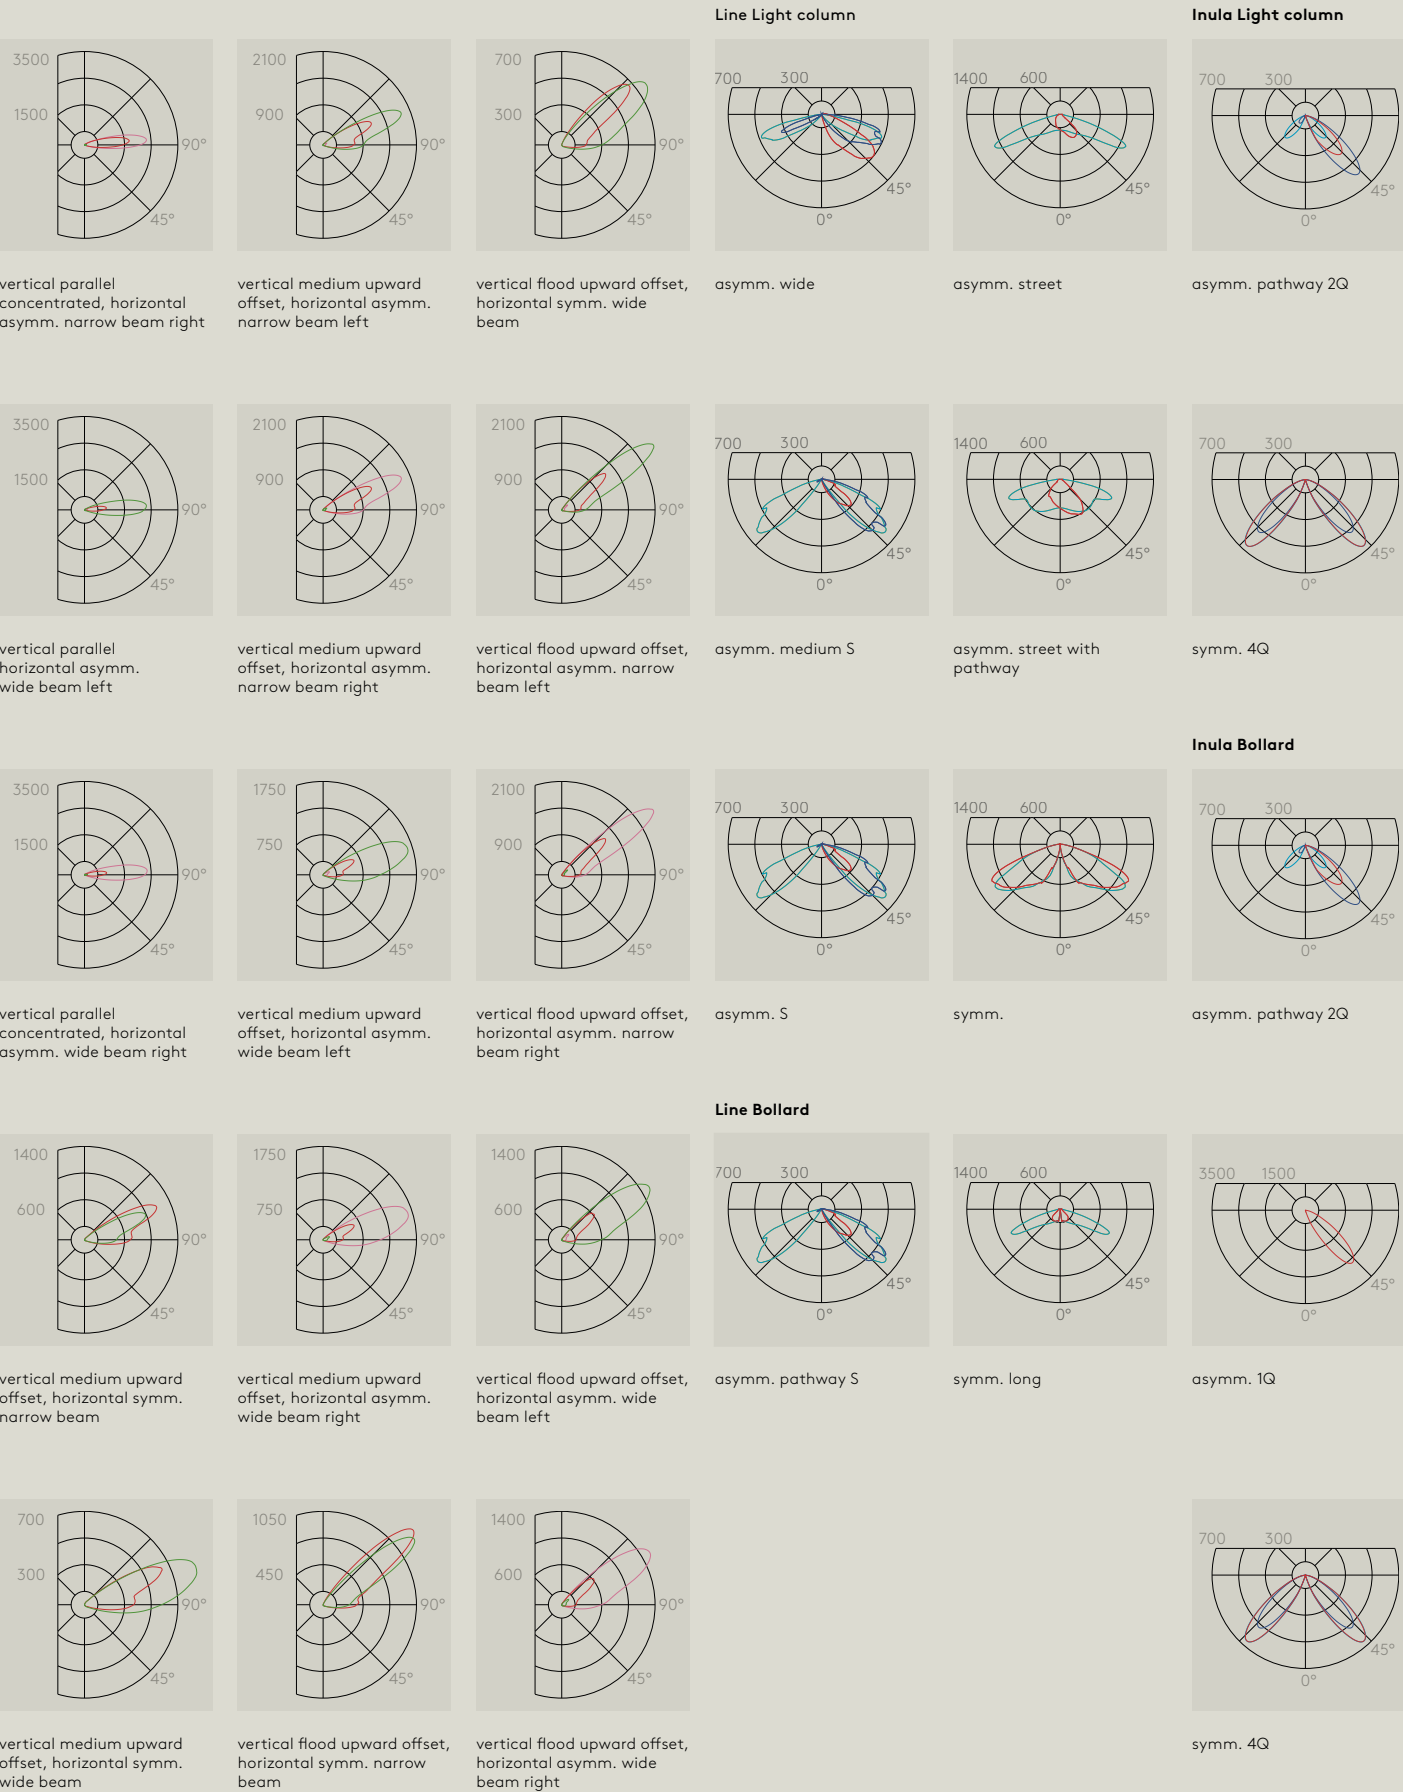 Line Light column
Inula Light column
3500
1500
90°
45°
2100
900
90°
45°
700
300
90°
45°
700
300
45°
0°
1400
600
45°
0°
700
300
45°
0°
vertical parallel
concentrated, horizontal
asymm. narrow beam right
vertical medium upward
offset, horizontal asymm.
narrow beam left
vertical flood upward offset,
horizontal symm. wide
beam
asymm. wide
asymm. street
asymm. pathway 2Q
3500
1500
90°
45°
2100
900
90°
45°
2100
900
90°
45°
700
300
45°
0°
1400
600
45°
0°
700
300
45°
0°
vertical parallel
horizontal asymm.
wide beam left
vertical medium upward
offset, horizontal asymm.
narrow beam right
vertical flood upward offset,
horizontal asymm. narrow
beam left
asymm. medium S
asymm. street with
pathway
symm. 4Q
Inula Bollard
3500
1500
90°
45°
1750
750
90°
45°
2100
900
90°
45°
700
300
45°
0°
1400
600
45°
0°
700
300
45°
0°
vertical parallel
concentrated, horizontal
asymm. wide beam right
vertical medium upward
offset, horizontal asymm.
wide beam left
vertical flood upward offset,
horizontal asymm. narrow
beam right
asymm. S
symm.
asymm. pathway 2Q
Line Bollard
1400
600
90°
45°
1750
750
90°
45°
1400
600
90°
45°
700
300
45°
0°
1400
600
45°
0°
3500
1500
45°
0°
vertical medium upward
offset, horizontal symm.
narrow beam
vertical medium upward
offset, horizontal asymm.
wide beam right
vertical flood upward offset,
horizontal asymm. wide
beam left
asymm. pathway S
symm. long
asymm. 1Q
700
300
90°
45°
1050
450
90°
45°
1400
600
90°
45°
700
300
45°
0°
vertical medium upward
offset, horizontal symm.
wide beam
vertical flood upward offset,
horizontal symm. narrow
beam
vertical flood upward offset,
horizontal asymm. wide
beam right
symm. 4Q